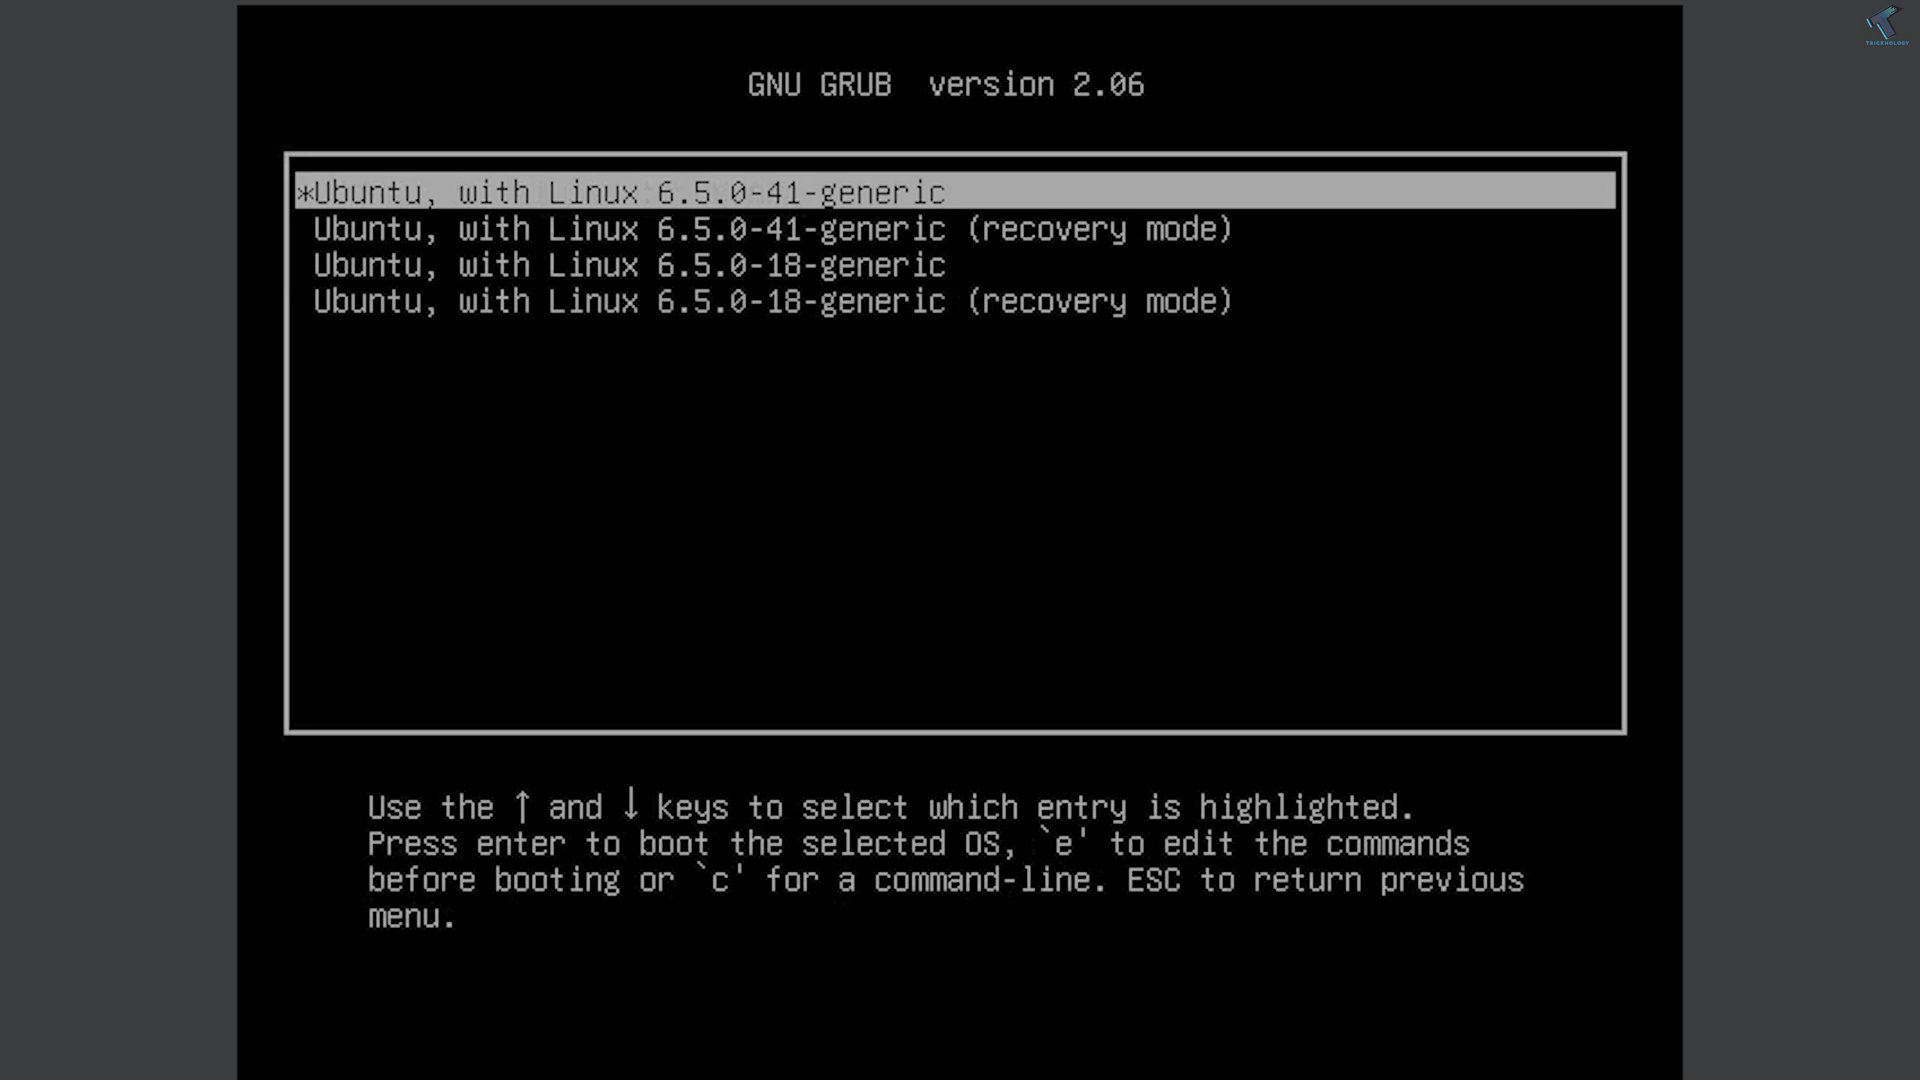 GNU GRUB version 2.06
*Ubuntu, with Linux 6.5.0-41-generic
Ubuntu, with Linux 6.5.0-41-generic (recovery mode)
Ubuntu, with Linux 6.5.0-18-generic
Ubuntu, with Linux 6.5.0-18-generic (recovery mode)
Use the ↑ and ↓ keys to select which entry is highlighted.
Press enter to boot the selected OS, `e' to edit the commands
before booting or `c' for a command-line. ESC to return previous
menu.
TRICKNOLOGY